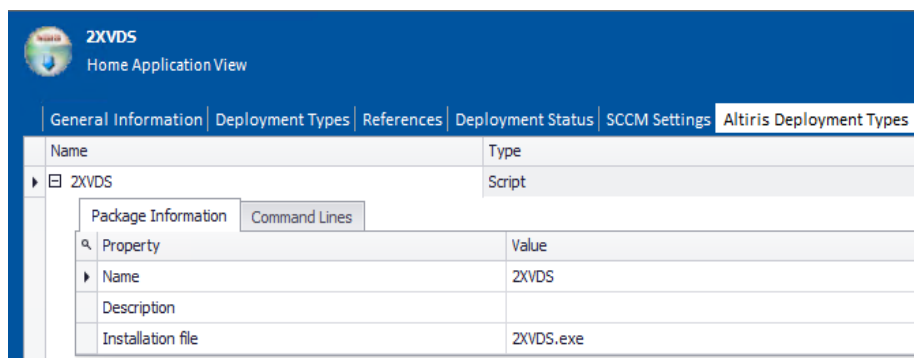 2XVDS
Home Application View
General Information Deployment Types References Deployment Status SCCM Settings Altiris Deployment Types
Name Type
2XVDS Script
Package Information Command Lines
Property Value
Name 2XVDS
Description
Installation file 2XVDS.exe